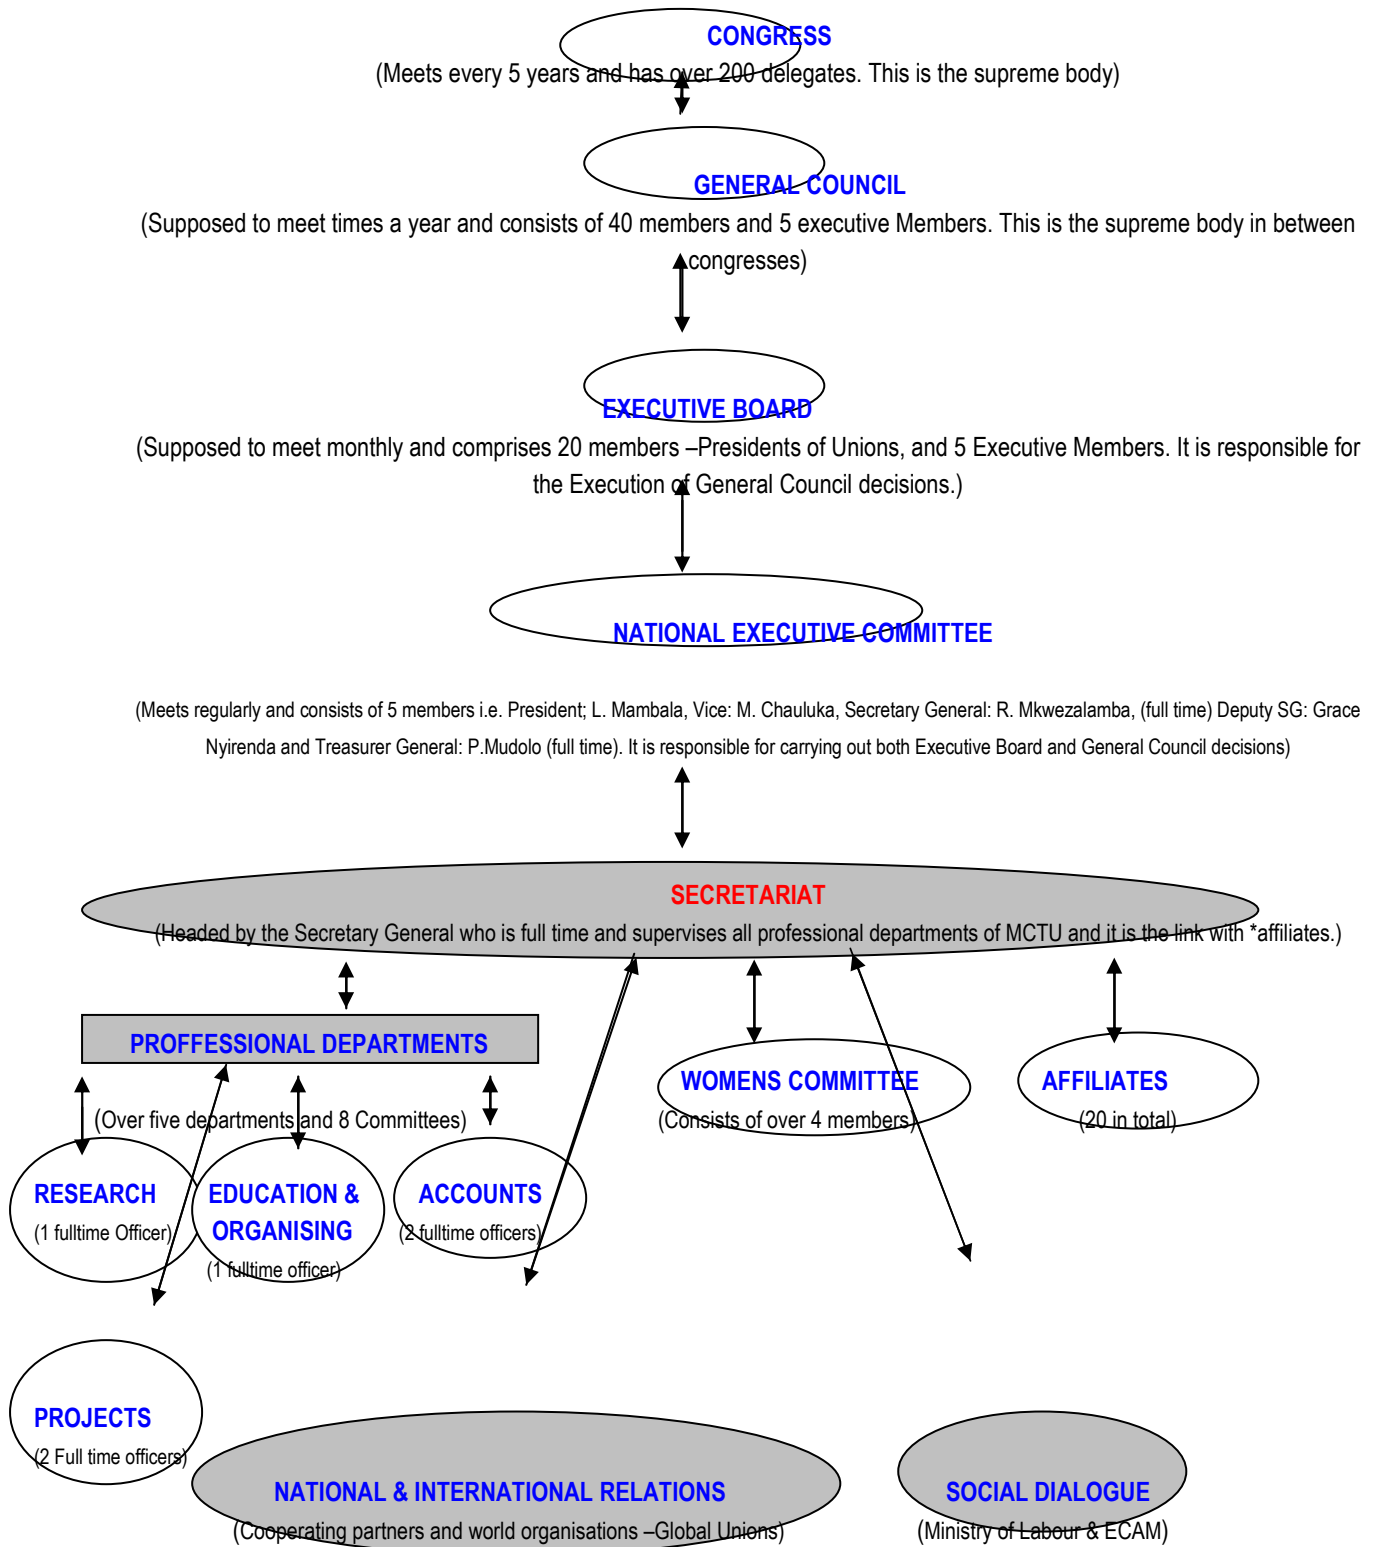 CONGRESS
(Meets every 5 years and has over 200 delegates. This is the supreme body)
GENERAL COUNCIL
(Supposed to meet times a year and consists of 40 members and 5 executive Members. This is the supreme body in between
congresses)
EXECUTIVE BOARD
(Supposed to meet monthly and comprises 20 members –Presidents of Unions, and 5 Executive Members. It is responsible for
the Execution of General Council decisions.)
NATIONAL EXECUTIVE COMMITTEE
(Meets regularly and consists of 5 members i.e. President; L. Mambala, Vice: M. Chauluka, Secretary General: R. Mkwezalamba, (full time) Deputy SG: Grace
Nyirenda and Treasurer General: P.Mudolo (full time). It is responsible for carrying out both Executive Board and General Council decisions)
SECRETARIAT
(Headed by the Secretary General who is full time and supervises all professional departments of MCTU and it is the link with *affiliates.)
PROFFESSIONAL DEPARTMENTS
(Over five departments and 8 Committees)
WOMENS COMMITTEE
(Consists of over 4 members)
AFFILIATES
(20 in total)
RESEARCH
(1 fulltime Officer)
EDUCATION &
ORGANISING
(1 fulltime officer)
ACCOUNTS
(2 fulltime officers)
PROJECTS
(2 Full time officers)
NATIONAL & INTERNATIONAL RELATIONS
(Cooperating partners and world organisations –Global Unions)
SOCIAL DIALOGUE
(Ministry of Labour & ECAM)